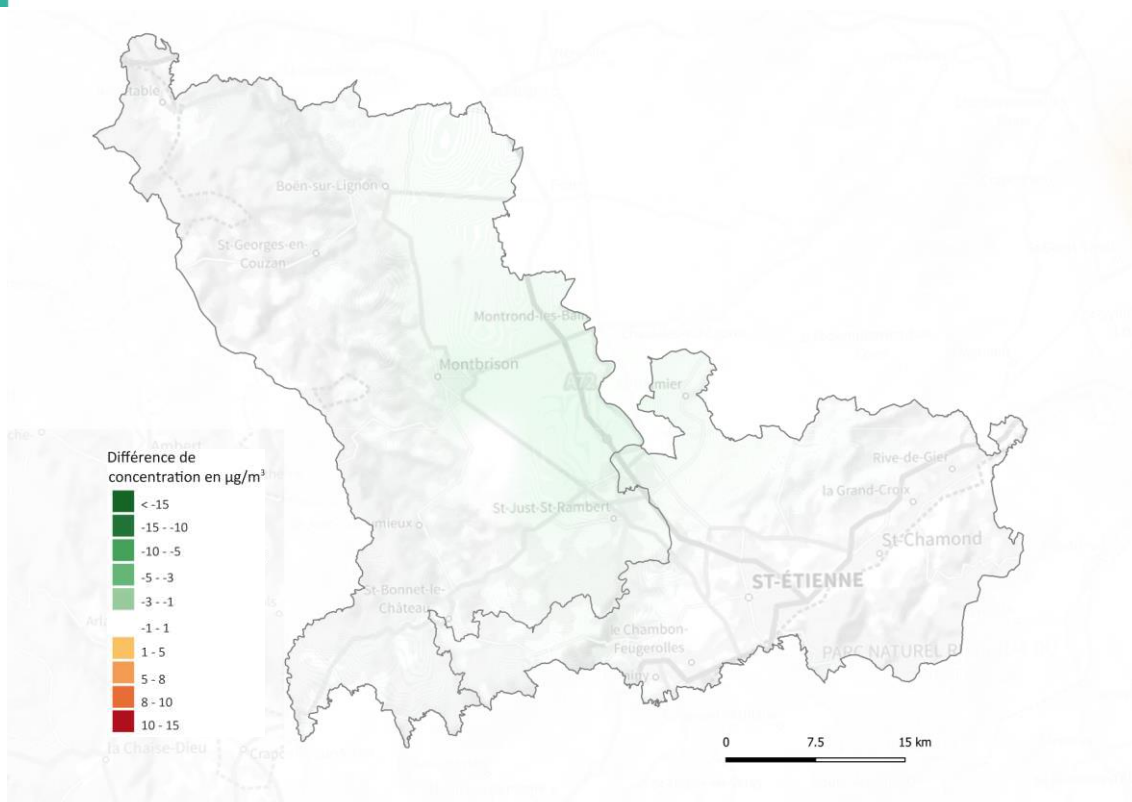 Boën-sur-Lignon
St-Georges-en-
Couzan
Montrond-les-Bains
Montbrison
A72
mier
Rive-de-Gier
la Grand-Croix
St-Chamond
St-Just-St-Rambert
mieux
ST-ÉTIENNE
St-Bonnet-le-
Château
le Chambon-
Feugerolles
PARC NATUREL R
Ambert
Différence de
concentration en µg/m³
< -15
-15 - -10
-10 - -5
-5 - -3
-3 - -1
-1 - 1
1 - 5
5 - 8
8 - 10
10 - 15
la Chaise-Dieu
0 7.5 15 km